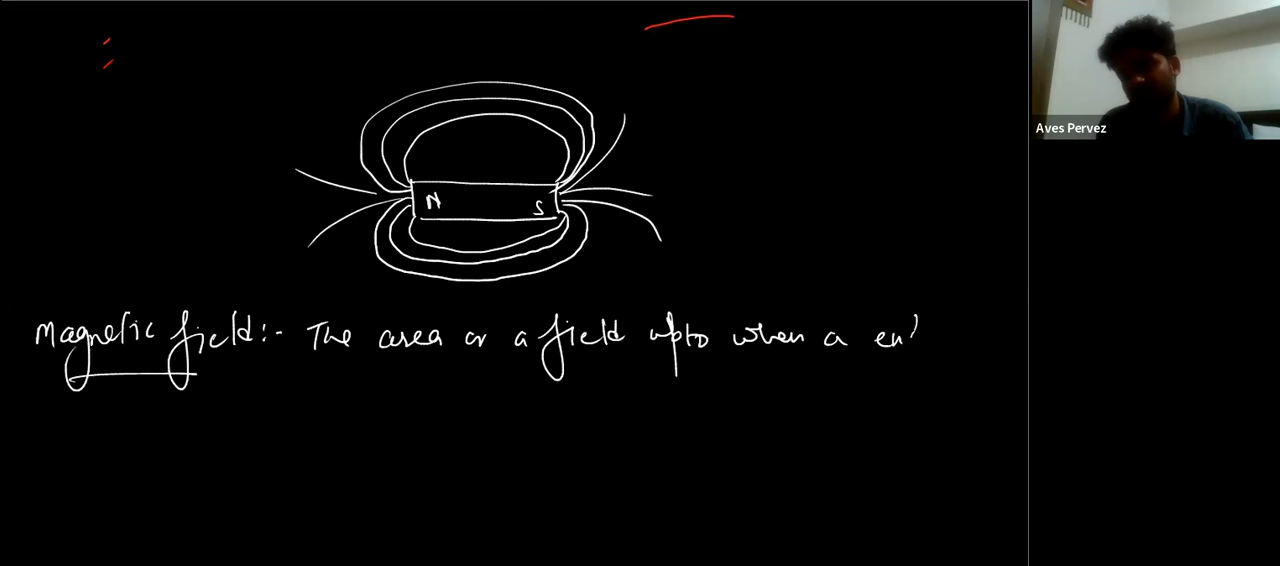 Aves Pervez
N S
Magnetic field:- The area or a field upto when a